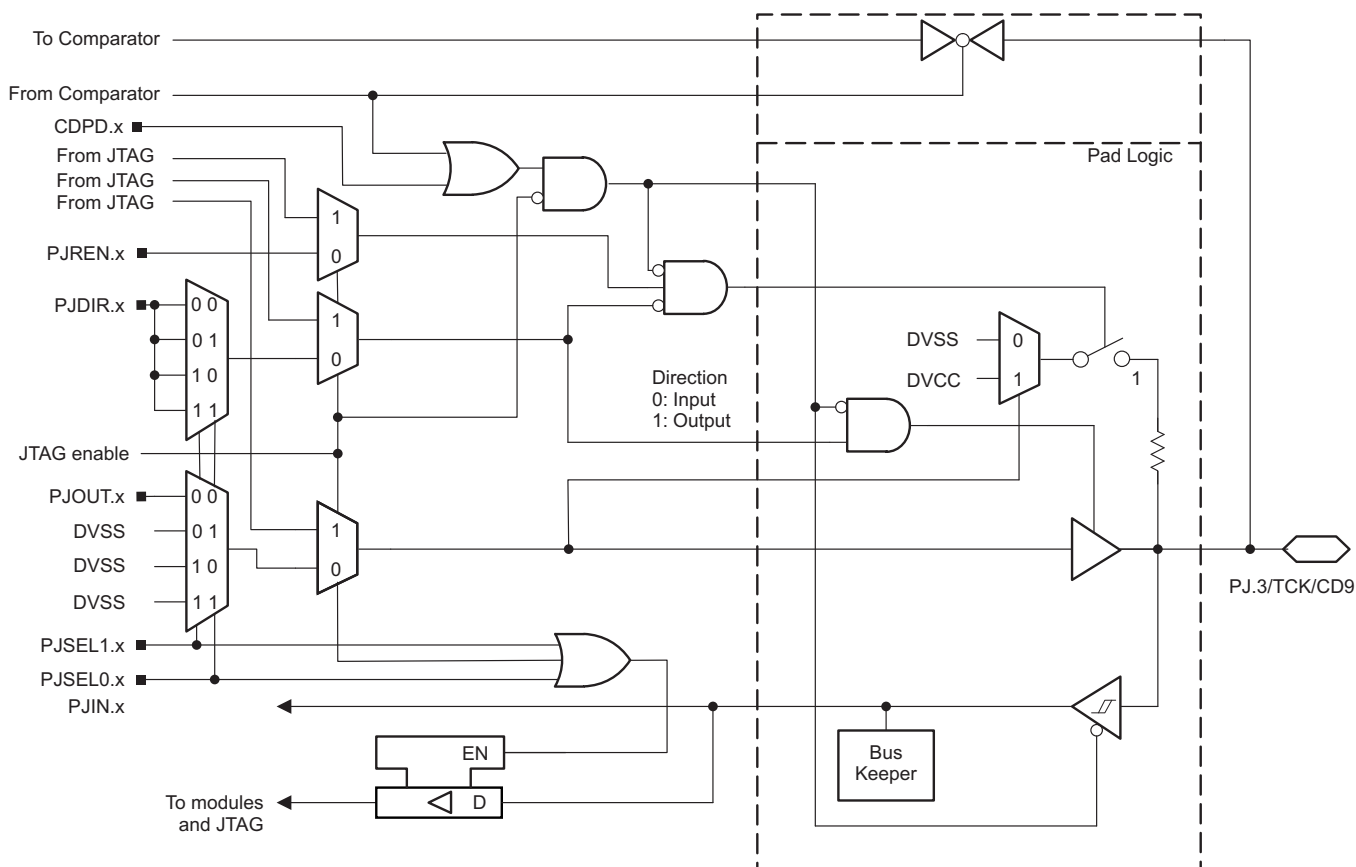 To Comparator
From Comparator
CDPD.x
From JTAG
From JTAG
From JTAG
Pad Logic
1
0
PJREN.x
PJDIR.x
0 0
0 1
1 0
1 1
1
0
DVSS
DVCC
0
1
1
Direction
0: Input
1: Output
JTAG enable
PJOUT.x
DVSS
DVSS
DVSS
0 0
0 1
1 0
1 1
1
0
PJ.3/TCK/CD9
PJSEL1.x
PJSEL0.x
PJIN.x
EN
D
Bus
Keeper
To modules
and JTAG